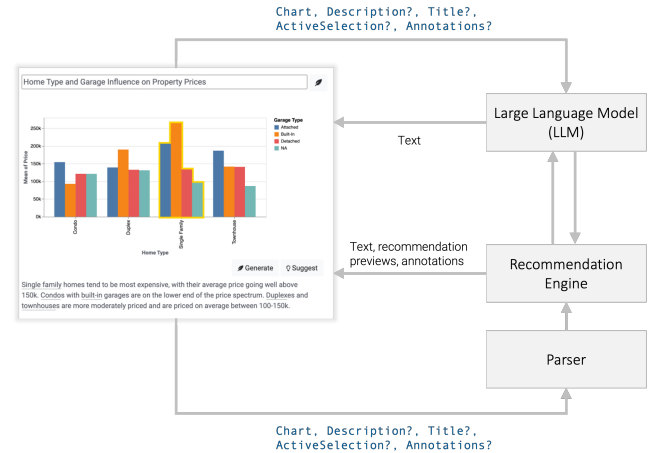 Chart, Description?, Title?,
ActiveSelection?, Annotations?
Home Type and Garage Influence on Property Prices
Garage Type
Attached
Built-In
Detached
NA
250k
200k
150k
100k
50k
0k
Mean of Price
Condo
Duplex
Single Family
Townhouse
Home Type
Generate
Suggest
Single family homes tend to be most expensive, with their average price going well above
150k. Condos with built-in garages are on the lower end of the price spectrum. Duplexes and
townhouses are more moderately priced and are priced on average between 100-150k.
Large Language Model
(LLM)
Text
Text, recommendation
previews, annotations
Recommendation
Engine
Parser
Chart, Description?, Title?,
ActiveSelection?, Annotations?